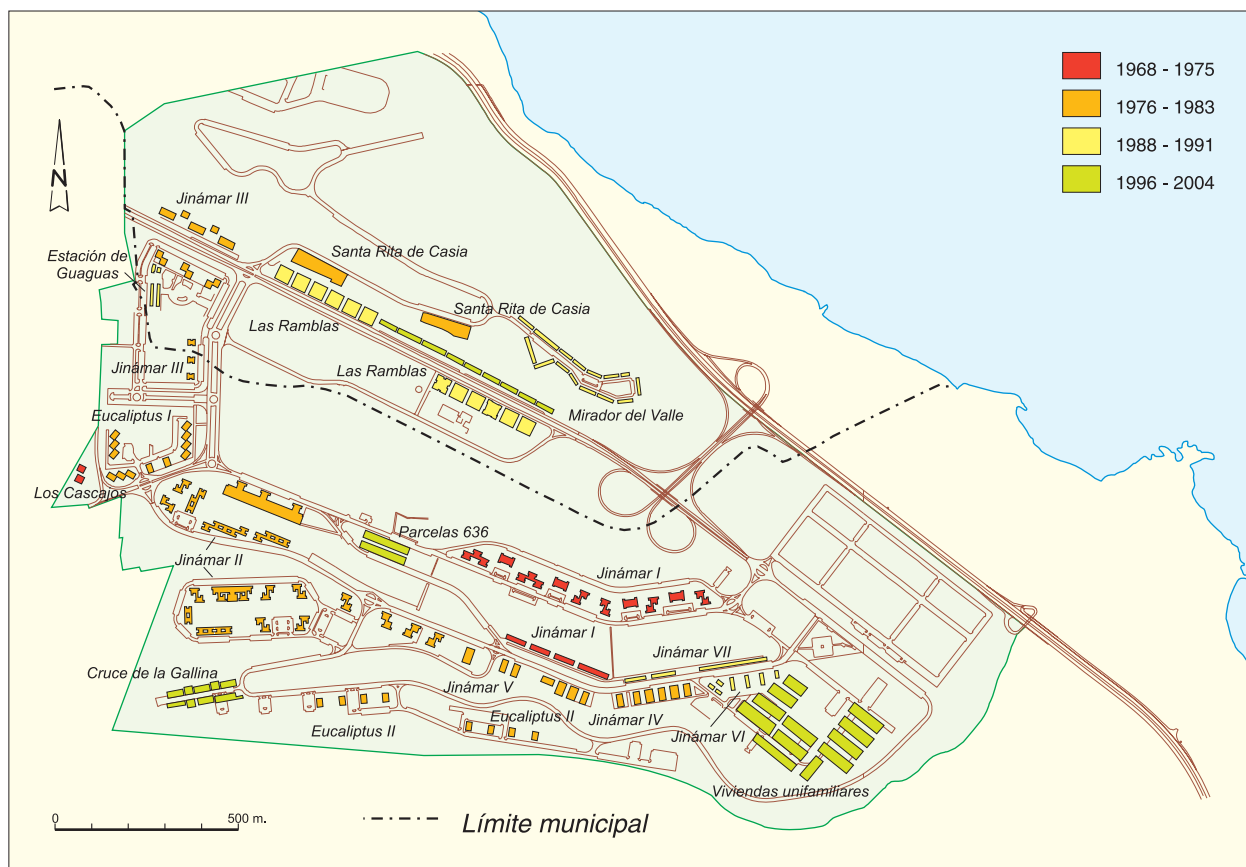 1968 - 1975
1976 - 1983
1988 - 1991
1996 - 2004
N
Jinámar III
Estación de
Guaguas
Santa Rita de Casia
Santa Rita de Casia
Las Ramblas
Jinámar III
Las Ramblas
Mirador del Valle
Eucaliptus I
Los Cascajos
Parcelas 636
Jinámar II
Jinámar I
Jinámar I
Cruce de la Gallina
Jinámar VII
Jinámar V
Eucaliptus II
Eucaliptus II
Jinámar IV
Jinámar VI
Viviendas unifamiliares
0 500 m.
Límite municipal